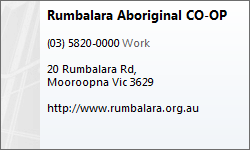 Rumbalara Aboriginal CO-OP
(03) 5820-0000 Work
20 Rumbalara Rd,
Mooroopna Vic 3629
http://www.rumbalara.org.au